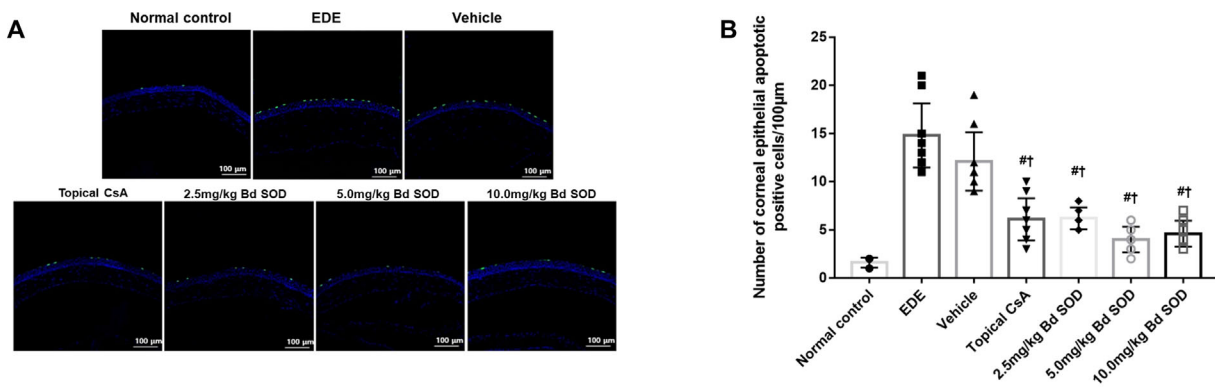 A
Normal control
EDE
Vehicle
100 µm
100 µm
100 µm
Topical CsA
2.5mg/kg Bd SOD
5.0mg/kg Bd SOD
10.0mg/kg Bd SOD
100 µm
100 µm
100 µm
100 µm
B
Number of corneal epithelial apoptotic
positive cells/100µm
25
20
15
10
5
0
#†
#†
#†
#†
Normal control
EDE
Vehicle
Topical CsA
2.5mg/kg Bd SOD
5.0mg/kg Bd SOD
10.0mg/kg Bd SOD